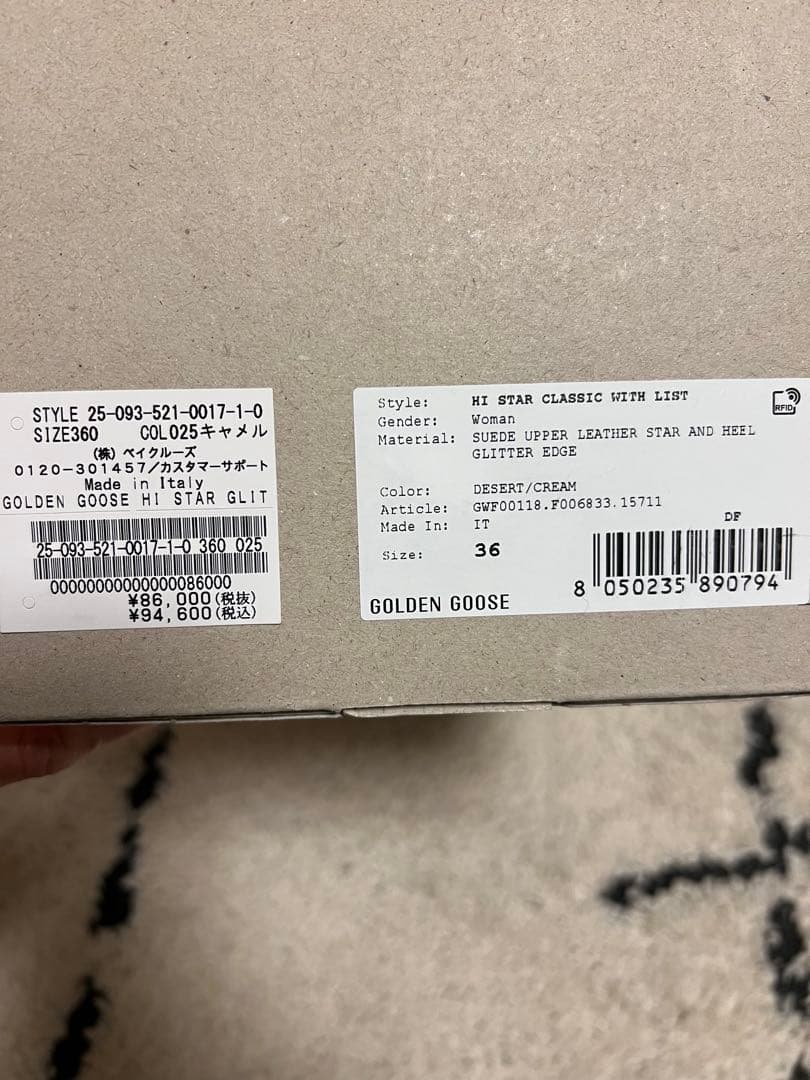 STYLE 25-093-521-0017-1-0
SIZE360 COL025キャメル
(株) ベイクルーズ
0120-301457/カスタマーサポート
Made in Italy
GOLDEN GOOSE HI STAR GLIT
25-093-521-0017-1-0 360 025
00000000000000086000
¥86,000(税抜)
¥94,600(税込)
Style: HI STAR CLASSIC WITH LIST
Gender: Woman
Material: SUEDE UPPER LEATHER STAR AND HEEL
GLITTER EDGE
Color: DESERT/CREAM
Article: GWF00118.F006833.15711
Made In: IT
Size: 36
GOLDEN GOOSE
RFID
DF
8 050235 890794